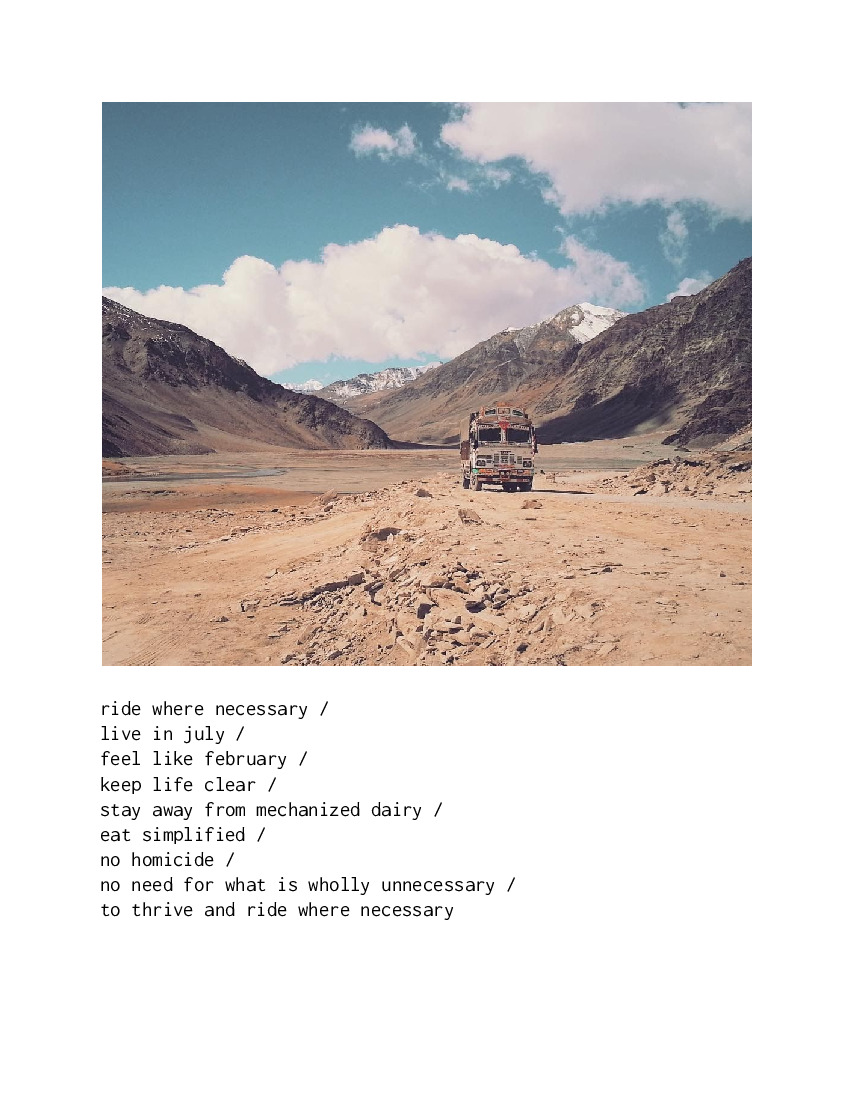 ride where necessary /
live in july /
feel like february /
keep life clear /
stay away from mechanized dairy /
eat simplified /
no homicide /
no need for what is wholly unnecessary /
to thrive and ride where necessary